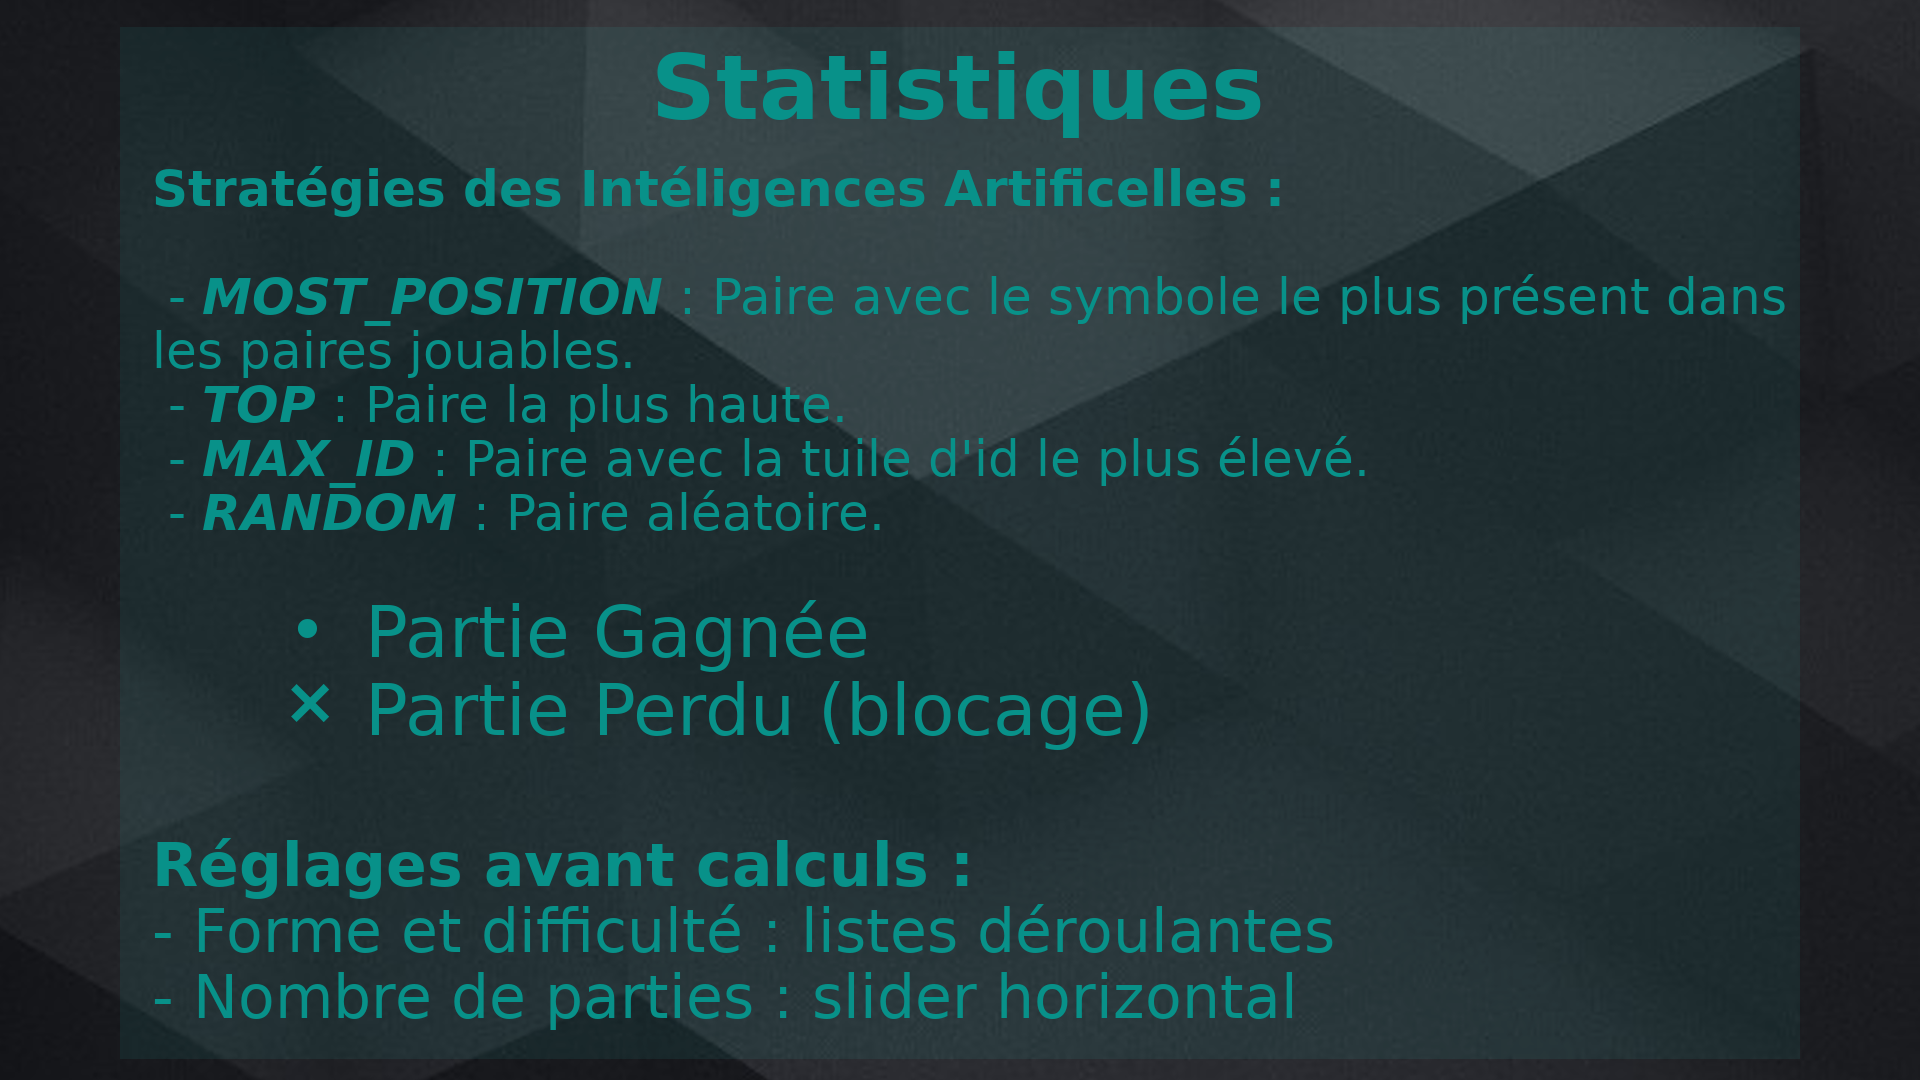 Statistiques
Stratégies des Intéligences Artificelles :
- MOST_POSITION : Paire avec le symbole le plus présent dans
les paires jouables.
- TOP : Paire la plus haute.
- MAX_ID : Paire avec la tuile d'id le plus élevé.
- RANDOM : Paire aléatoire.
• Partie Gagnée
✕ Partie Perdu (blocage)
Réglages avant calculs :
- Forme et difficulté : listes déroulantes
- Nombre de parties : slider horizontal